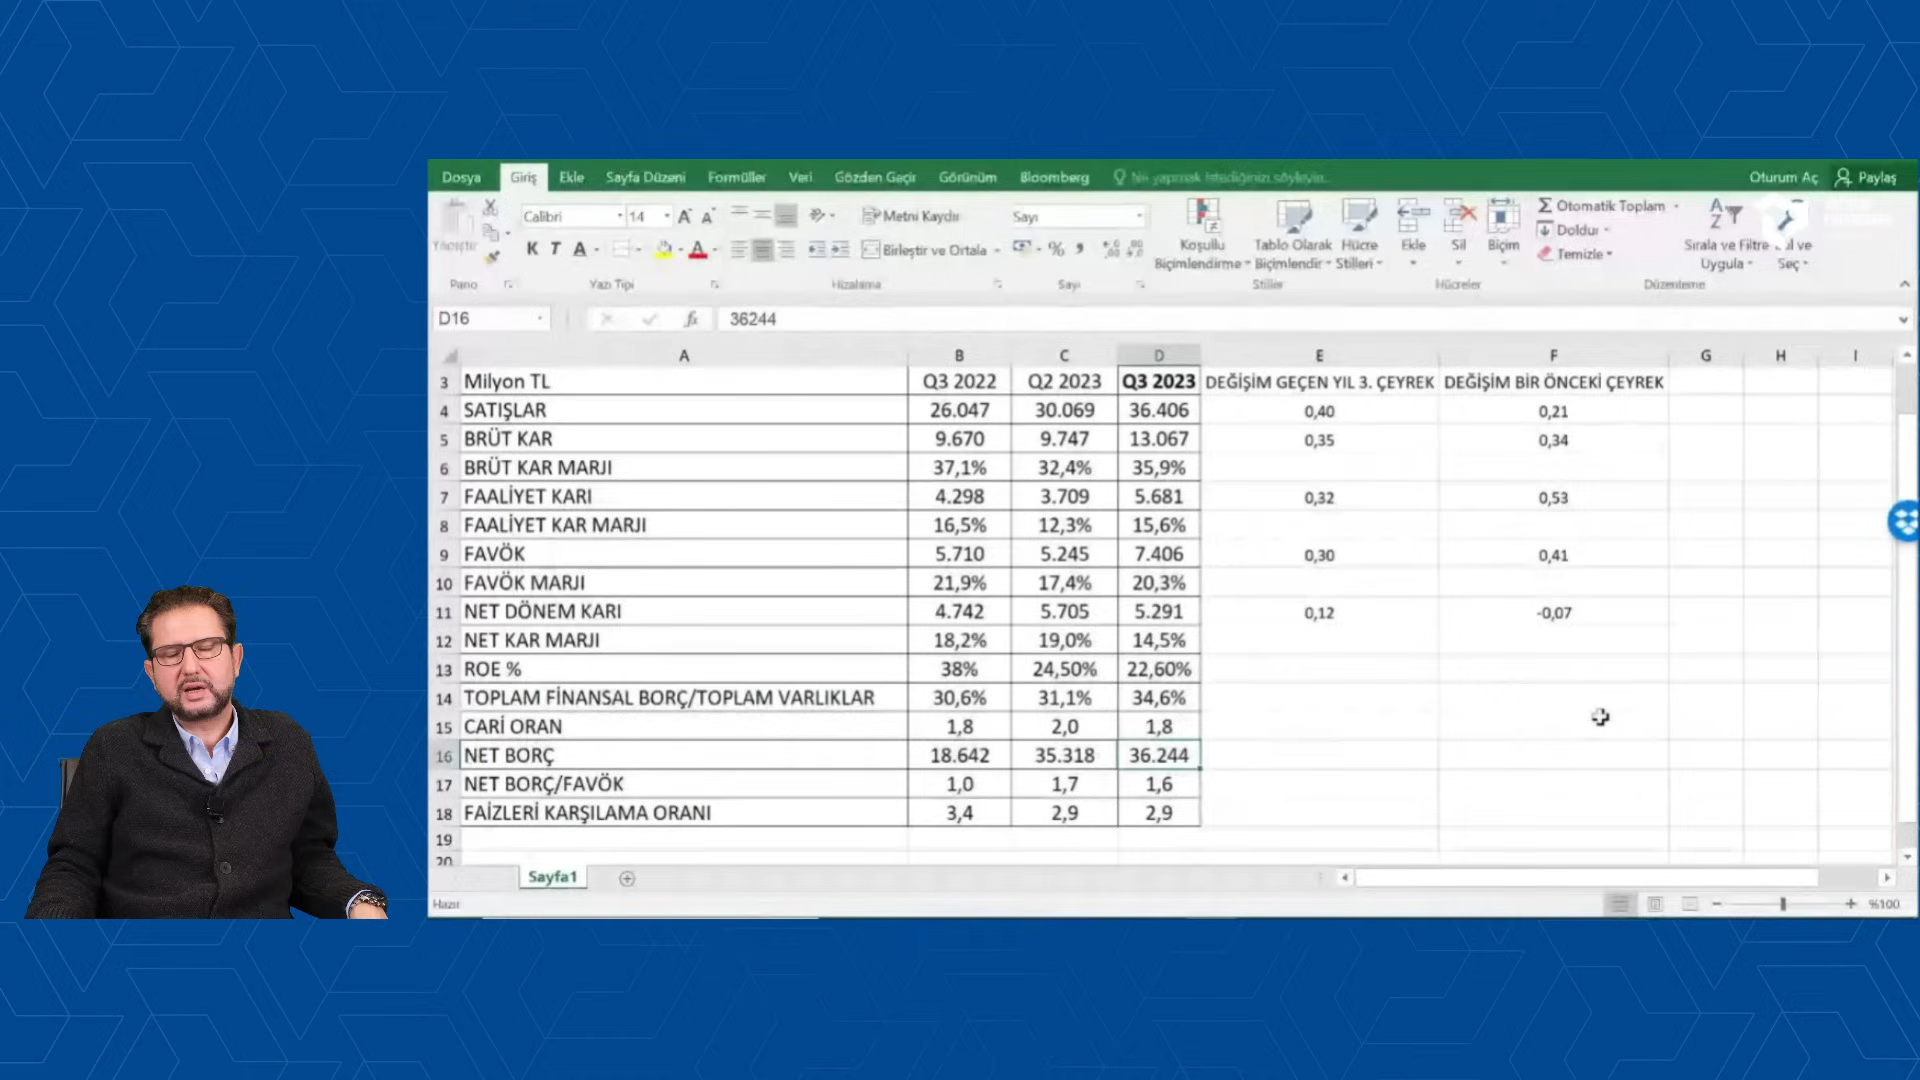 Dosya Giriş Ekle Sayfa Düzeni Formüller Veri Gözden Geçir Görünüm Bloomberg Ne yapmak istediğinizi söyleyin... Oturum Aç Paylaş
Yapıştır Calibri 14 Metni Kaydır Sayı Koşullu Biçimlendirme Tablo Olarak Biçimlendir Hücre Stilleri Ekle Sil Biçim Σ Otomatik Toplam Doldur Temizle Sırala ve Filtre Uygula ul ve Seç
K T A A Birleştir ve Ortala %
Pano Yazı Tipi Hizalama Sayı Stiller Hücreler Düzenleme
D16 fx 36244
A B C D E F G H I
3 Milyon TL Q3 2022 Q2 2023 Q3 2023 DEĞİŞİM GEÇEN YIL 3. ÇEYREK DEĞİŞİM BİR ÖNCEKİ ÇEYREK
4 SATIŞLAR 26.047 30.069 36.406 0,40 0,21
5 BRÜT KAR 9.670 9.747 13.067 0,35 0,34
6 BRÜT KAR MARJI 37,1% 32,4% 35,9%
7 FAALİYET KARI 4.298 3.709 5.681 0,32 0,53
8 FAALİYET KAR MARJI 16,5% 12,3% 15,6%
9 FAVÖK 5.710 5.245 7.406 0,30 0,41
10 FAVÖK MARJI 21,9% 17,4% 20,3%
11 NET DÖNEM KARI 4.742 5.705 5.291 0,12 -0,07
12 NET KAR MARJI 18,2% 19,0% 14,5%
13 ROE % 38% 24,50% 22,60%
14 TOPLAM FİNANSAL BORÇ/TOPLAM VARLIKLAR 30,6% 31,1% 34,6%
15 CARİ ORAN 1,8 2,0 1,8
16 NET BORÇ 18.642 35.318 36.244
17 NET BORÇ/FAVÖK 1,0 1,7 1,6
18 FAİZLERİ KARŞILAMA ORANI 3,4 2,9 2,9
19
20
Sayfa1
Hazır %100